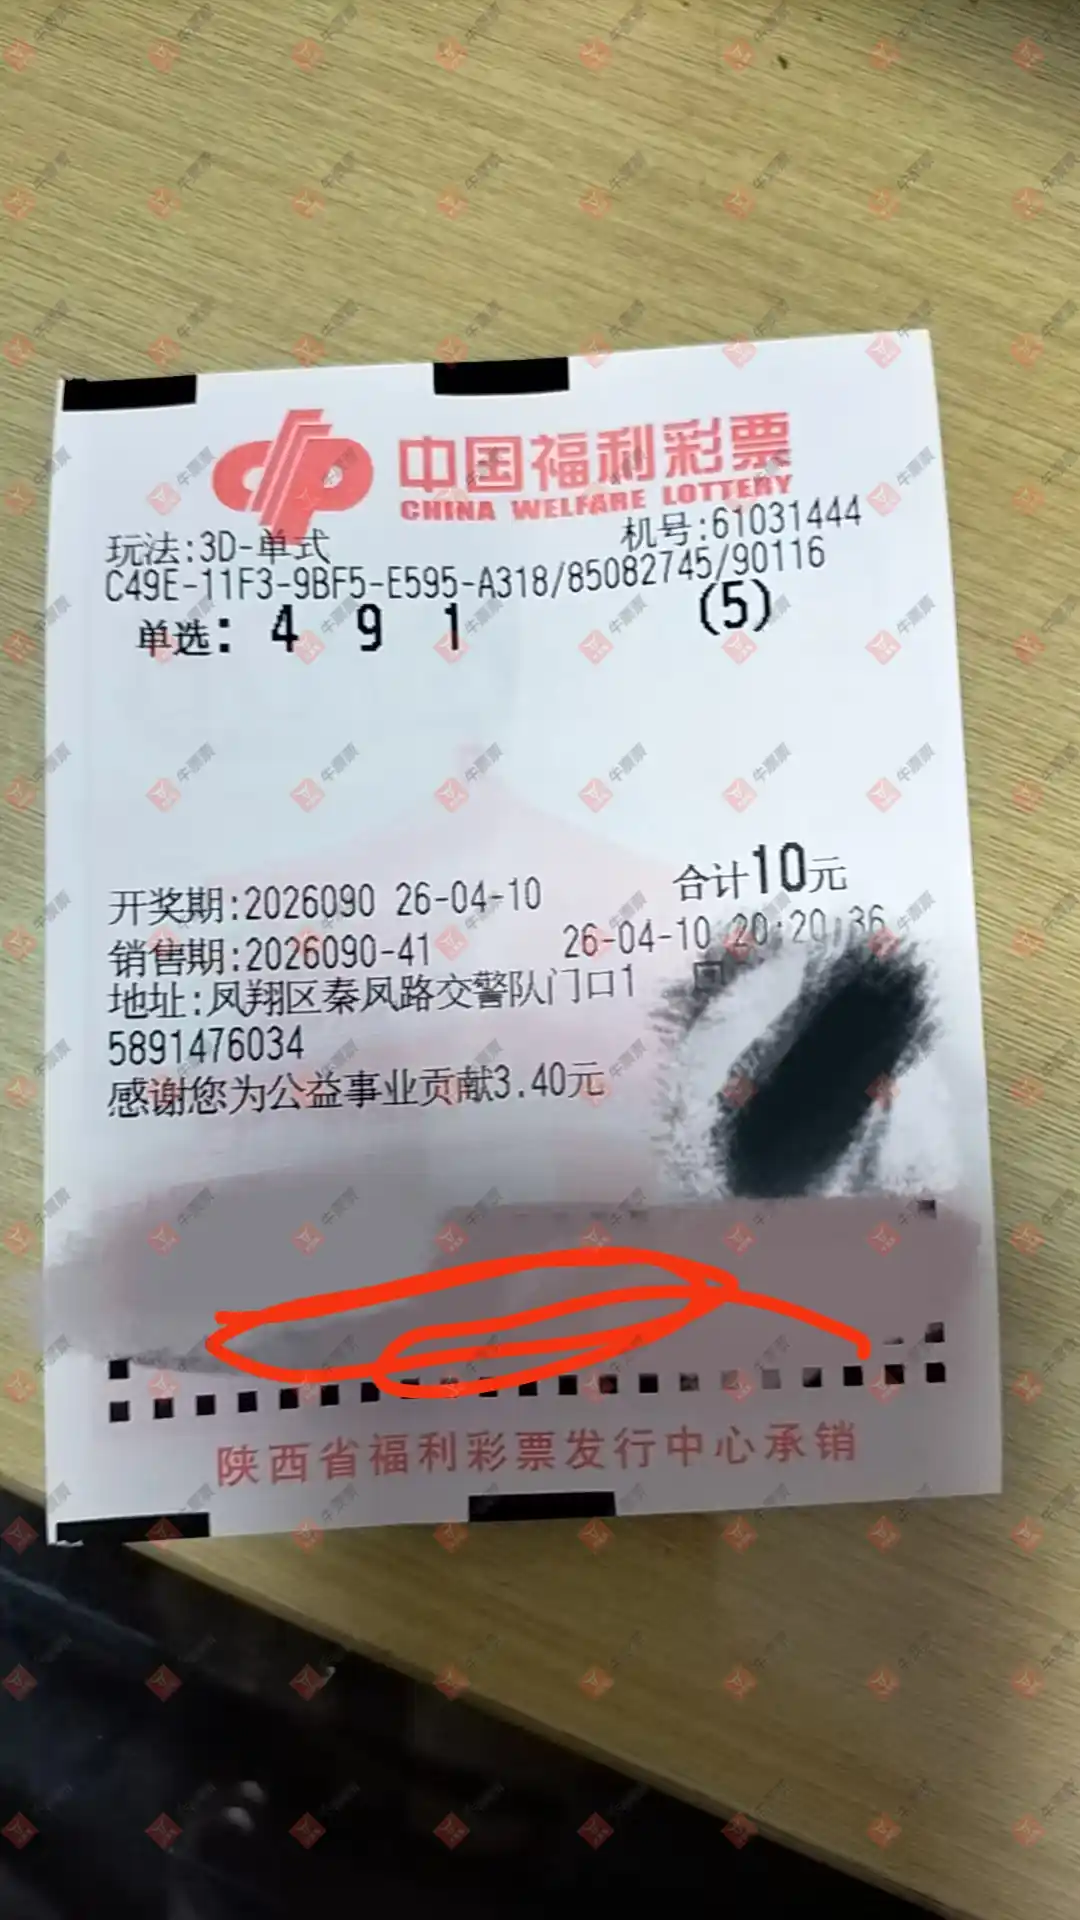 中国福利彩票
CHINA WELFARE LOTTERY
玩法:3D-单式 机号:61031444
C49E-11F3-9BF5-E595-A318/85082745/90116
单选: 4 9 1 (5)
合计10元
开奖期:2026090 26-04-10
销售期:2026090-41 26-04-10 20:20:36
地址:凤翔区秦凤路交警队门口1
5891476034
感谢您为公益事业贡献3.40元
陕西省福利彩票发行中心承销
牛票票